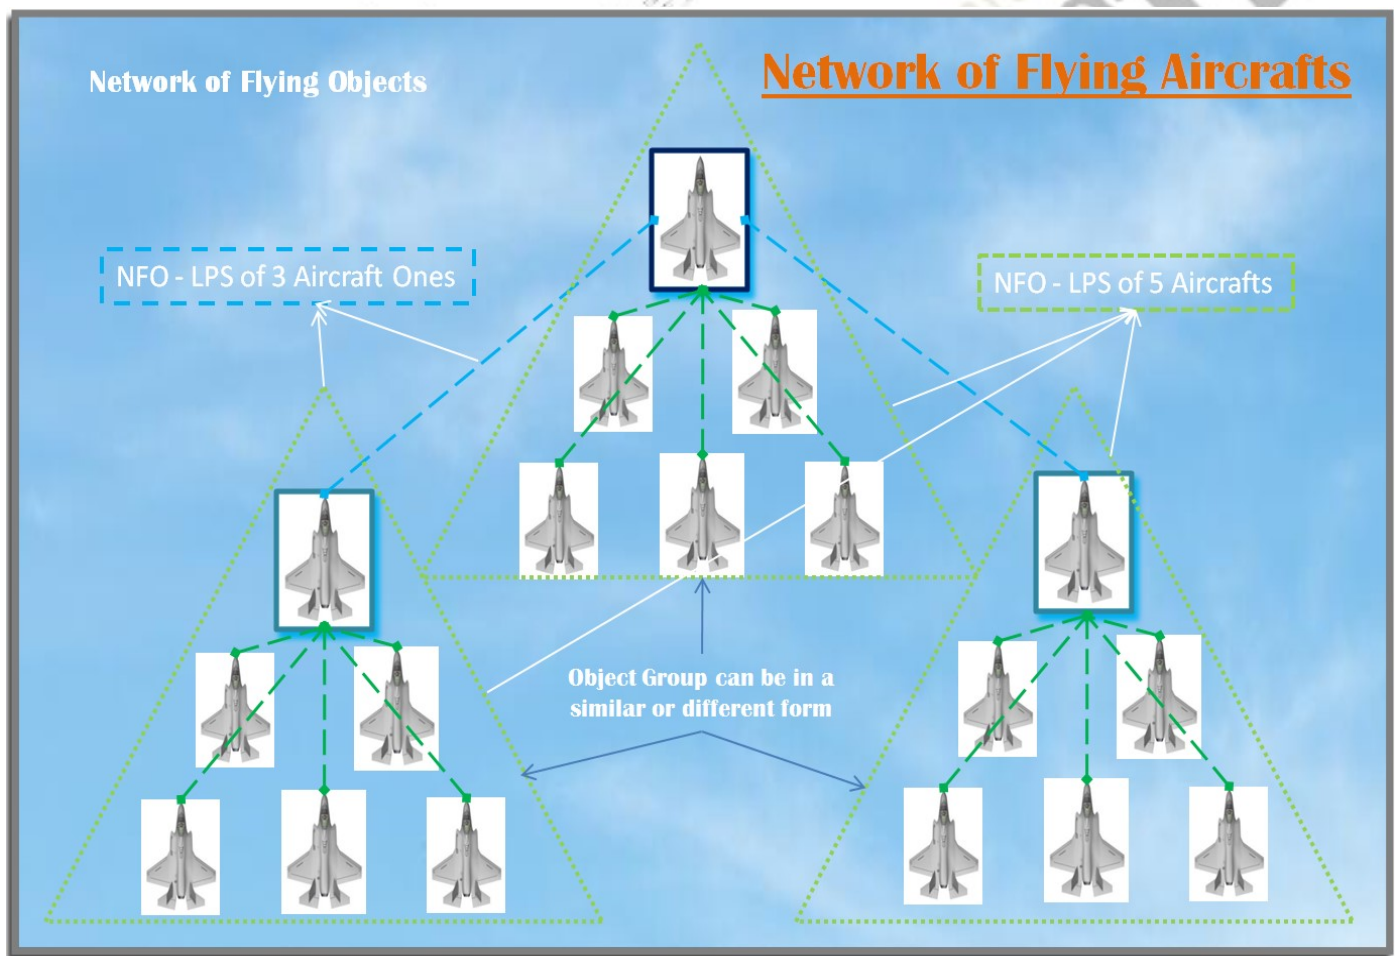 Network of Flying Objects
Network of Flying Aircrafts
NFO - LPS of 3 Aircraft Ones
NFO - LPS of 5 Aircrafts
Object Group can be in a
similar or different form